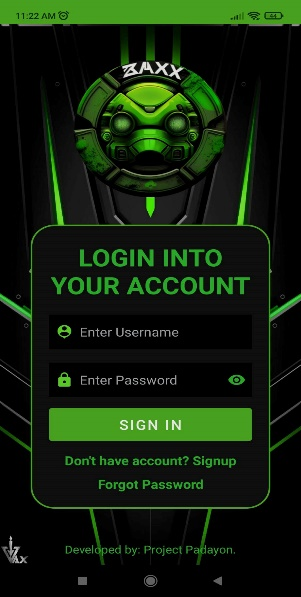 11:22 AM
44
ZAXX
LOGIN INTO
YOUR ACCOUNT
Enter Username
Enter Password
SIGN IN
Don't have account? Signup
Forgot Password
Developed by: Project Padayon.